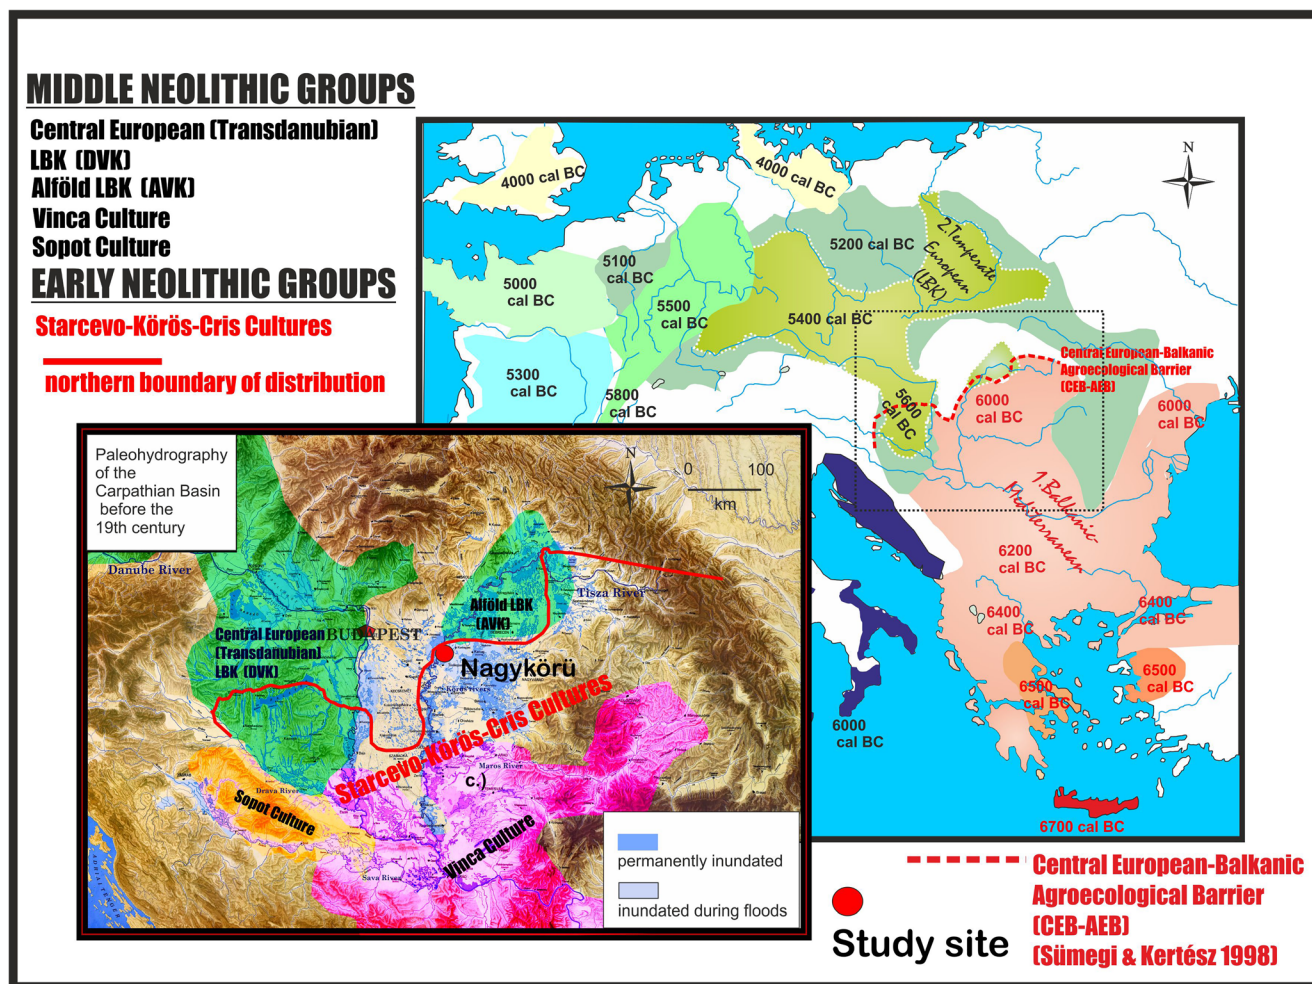 MIDDLE NEOLITHIC GROUPS
Central European (Transdanubian)
LBK (DVK)
Alföld LBK (AVK)
Vinca Culture
Sopot Culture
EARLY NEOLITHIC GROUPS
Starcevo-Körös-Cris Cultures
northern boundary of distribution
4000 cal BC
4000 cal BC
N
5200 cal BC
2.Temperate
European
(LBK)
5100
cal BC
5000
cal BC
5500
cal BC
5400 cal BC
5300
cal BC
5800
cal BC
5600
cal BC
Central European-Balkanic
Agroecological Barrier
(CEB-AEB)
6000
cal BC
6000
cal BC
1.Balkanic-
Mediterranean
6200
cal BC
6400
cal BC
6400
cal BC
6500
cal BC
6500
cal BC
6000
cal BC
6700 cal BC
Paleohydrography
of the
Carpathian Basin
before the
19th century
N
0 100
km
Danube River
Tisza River
Alföld LBK
(AVK)
Central European
(Transdanubian)
LBK (DVK)
BUDAPEST
Nagykörü
Körös rivers
Starcevo-Körös-Cris Cultures
Maros River
c.)
Drava River
Sopot Culture
Vinca Culture
Sava River
permanently inundated
inundated during floods
Study site
Central European-Balkanic
Agroecological Barrier
(CEB-AEB)
(Sümegi & Kertész 1998)